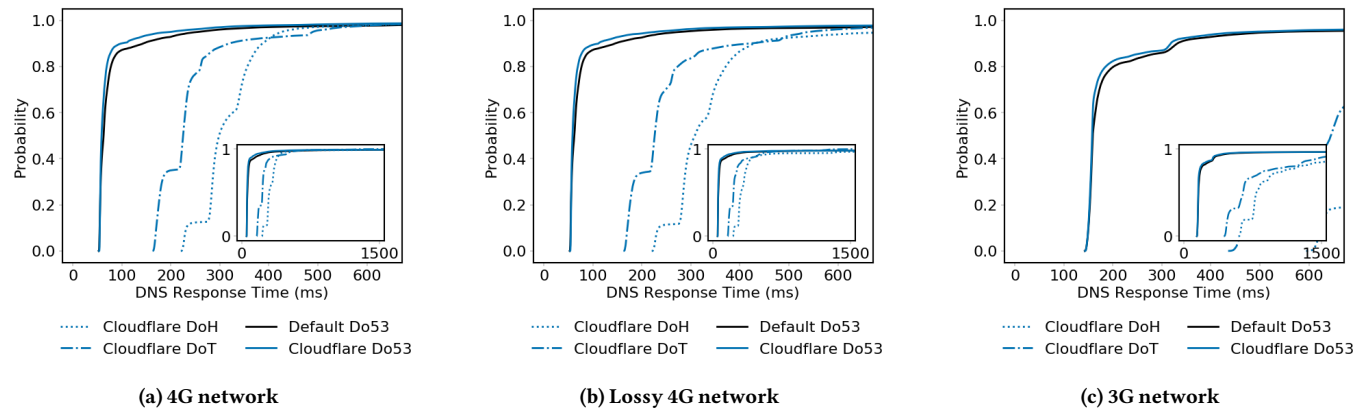 1.0
0.8
0.6
0.4
0.2
0.0
Probability
0 100 200 300 400 500 600
DNS Response Time (ms)
1
0
0 1500
Cloudflare DoH
Default Do53
Cloudflare DoT
Cloudflare Do53
(a) 4G network
1.0
0.8
0.6
0.4
0.2
0.0
Probability
0 100 200 300 400 500 600
DNS Response Time (ms)
1
0
0 1500
Cloudflare DoH
Default Do53
Cloudflare DoT
Cloudflare Do53
(b) Lossy 4G network
1.0
0.8
0.6
0.4
0.2
0.0
Probability
0 100 200 300 400 500 600
DNS Response Time (ms)
1
0
0 1500
Cloudflare DoH
Default Do53
Cloudflare DoT
Cloudflare Do53
(c) 3G network